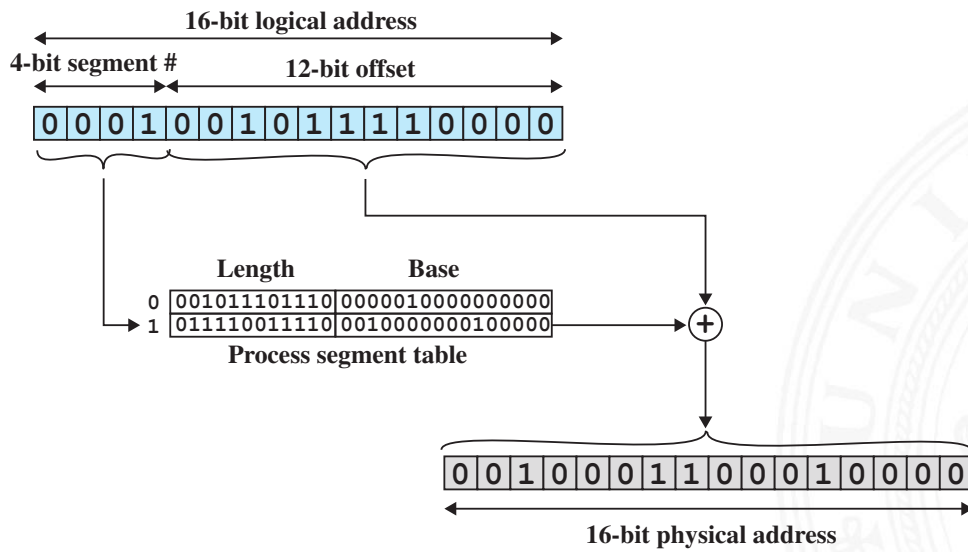 16-bit logical address
4-bit segment # 12-bit offset
0 0 0 1 0 0 1 0 1 1 1 1 0 0 0 0
Length Base
0 001011101110 0000010000000000
1 011110011110 0010000000100000
+
Process segment table
0 0 1 0 0 0 1 1 0 0 0 1 0 0 0 0
16-bit physical address
U N I